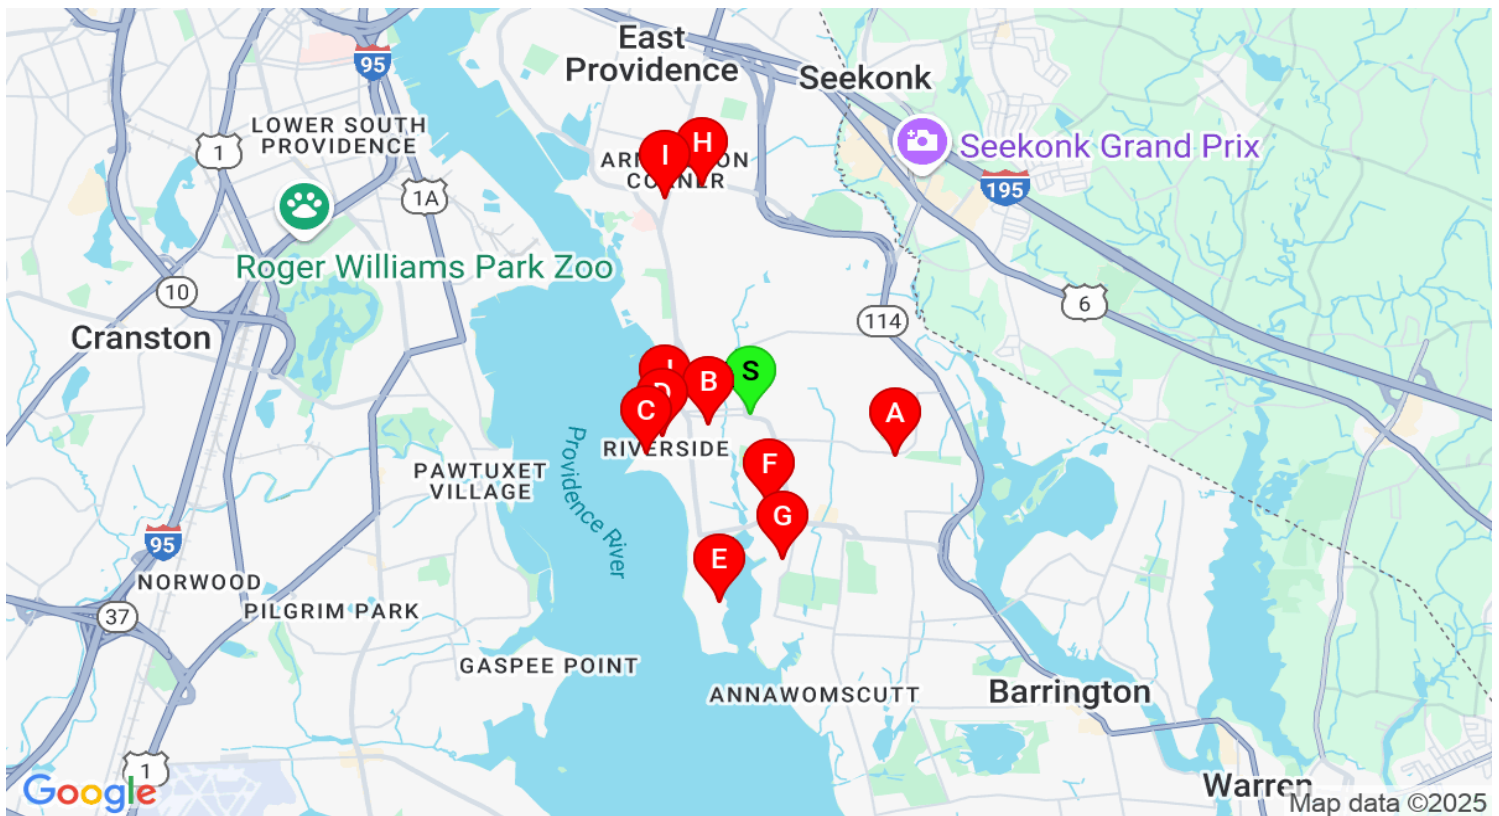 East
Providence
Seekonk
95
LOWER SOUTH
PROVIDENCE
1
H
I
CORNER
Seekonk Grand Prix
195
1A
Roger Williams Park Zoo
10
6
114
Cranston
J
S
B
D
C
A
RIVERSIDE
PAWTUXET
VILLAGE
Providence River
F
G
95
E
NORWOOD
37
PILGRIM PARK
GASPEE POINT
ANNAWOMSCUTT
Barrington
1
Google
Warren
Map data ©2025